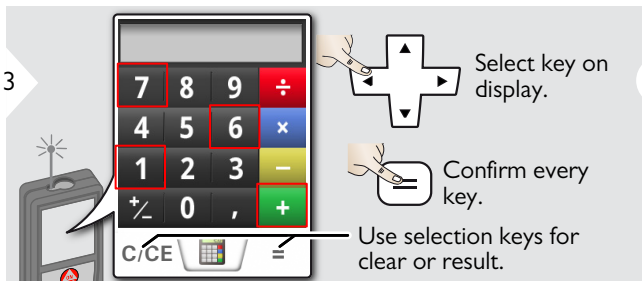 3
7 8 9 ÷
4 5 6 ×
1 2 3 −
+/− 0 , +
C/CE =
Select key on
display.
=
Confirm every
key.
Use selection keys for
clear or result.